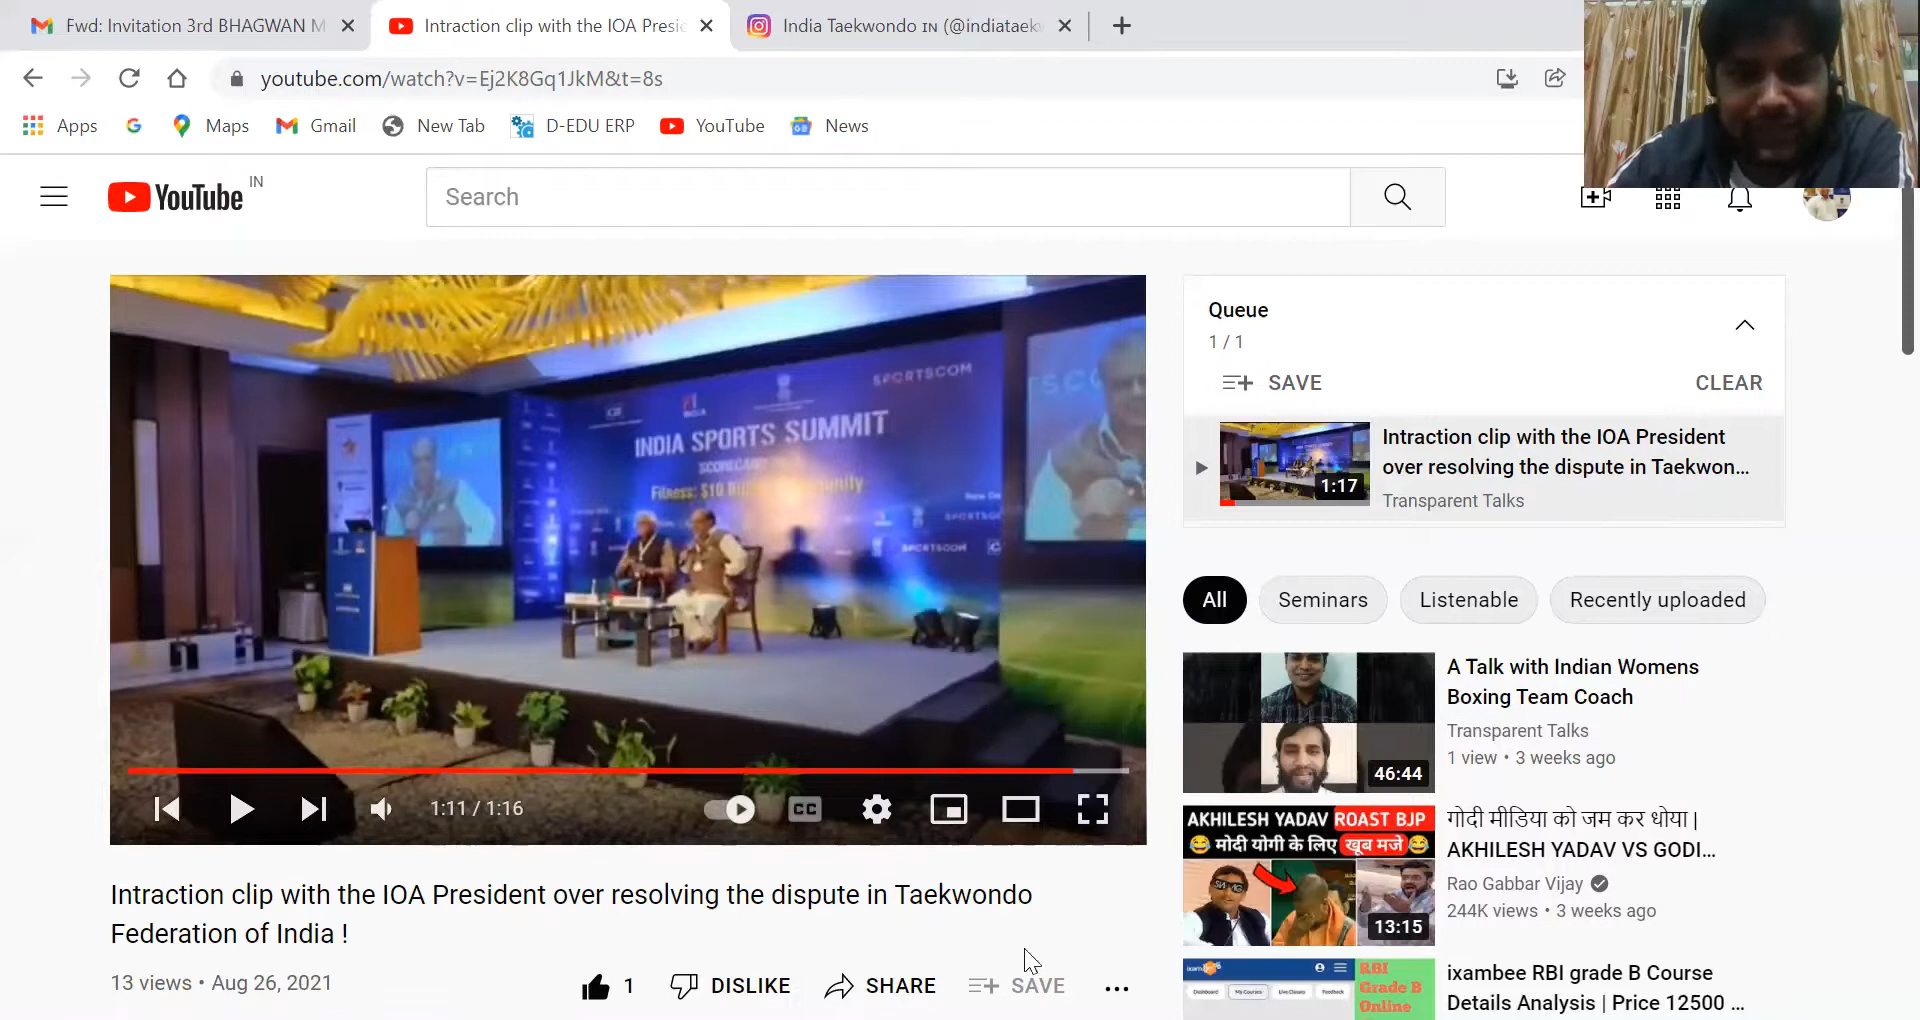 Fwd: Invitation 3rd BHAGWAN M
Intraction clip with the IOA Presid
India Taekwondo IN (@indiataekw
youtube.com/watch?v=Ej2K8Gq1JkM&t=8s
Apps
Maps
Gmail
New Tab
D-EDU ERP
YouTube
News
YouTube IN
Search
SPORTSCOM
INDIA SPORTS SUMMIT
Fitness: $10
SPORTSCOM
1:11 / 1:16
CC
Queue
1 / 1
SAVE
CLEAR
1:17
Intraction clip with the IOA President
over resolving the dispute in Taekwon...
Transparent Talks
All
Seminars
Listenable
Recently uploaded
46:44
A Talk with Indian Womens
Boxing Team Coach
Transparent Talks
1 view • 3 weeks ago
AKHILESH YADAV ROAST BJP
मोदी योगी के लिए खूब मजे
13:15
गोदी मीडिया को जम कर धोया |
AKHILESH YADAV VS GODI...
Rao Gabbar Vijay
244K views • 3 weeks ago
RBI
Grade B
Online
ixambee RBI grade B Course
Details Analysis | Price 12500 ...
Intraction clip with the IOA President over resolving the dispute in Taekwondo
Federation of India !
13 views • Aug 26, 2021
1
DISLIKE
SHARE
SAVE